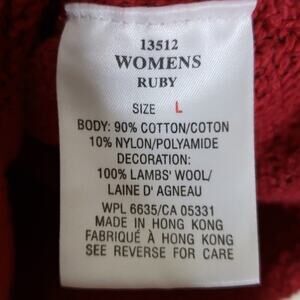 13512
WOMENS
RUBY
SIZE L
BODY: 90% COTTON/COTON
10% NYLON/POLYAMIDE
DECORATION:
100% LAMBS' WOOL/
LAINE D' AGNEAU
WPL 6635/CA 05331
MADE IN HONG KONG
FABRIQUÉ À HONG KONG
SEE REVERSE FOR CARE